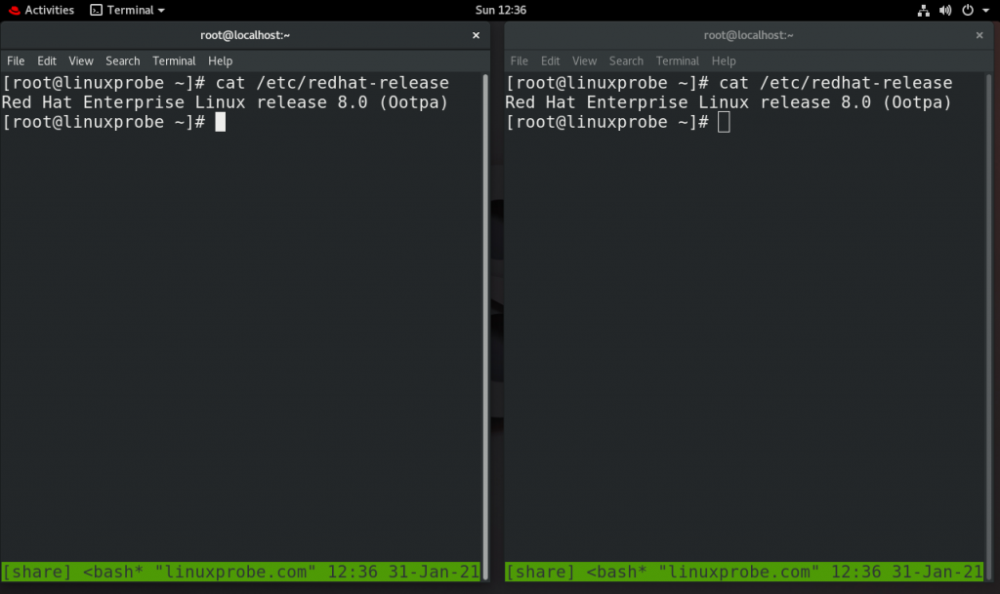 Activities Terminal Sun 12:36
root@localhost:~ ×
File Edit View Search Terminal Help
[root@linuxprobe ~]# cat /etc/redhat-release
Red Hat Enterprise Linux release 8.0 (Ootpa)
[root@linuxprobe ~]#
[share] <bash* "linuxprobe.com" 12:36 31-Jan-21
root@localhost:~ ×
File Edit View Search Terminal Help
[root@linuxprobe ~]# cat /etc/redhat-release
Red Hat Enterprise Linux release 8.0 (Ootpa)
[root@linuxprobe ~]#
[share] <bash* "linuxprobe.com" 12:36 31-Jan-21